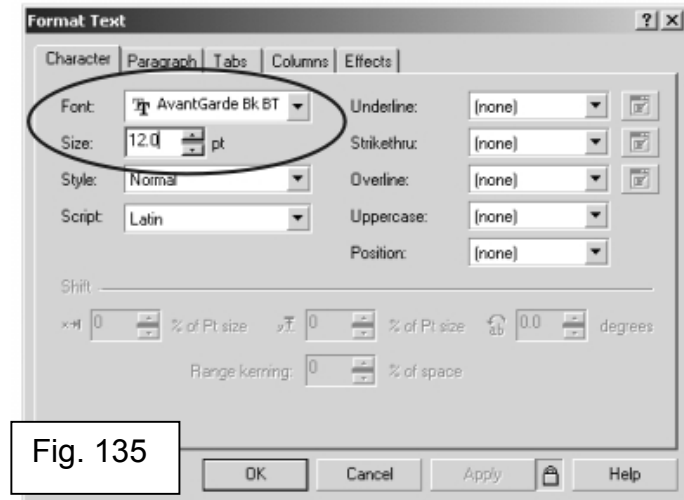 Format Text ? ×
Character Paragraph Tabs Columns Effects
Font: AvantGarde Bk BT Underline: (none)
Size: 12.0 pt Strikethru: (none)
Style: Normal Overline: (none)
Script: Latin Uppercase: (none)
Position: (none)
Shift
0 % of Pt size 0 % of Pt size ab 0.0 degrees
Range kerning: 0 % of space
Fig. 135
OK Cancel Apply Help